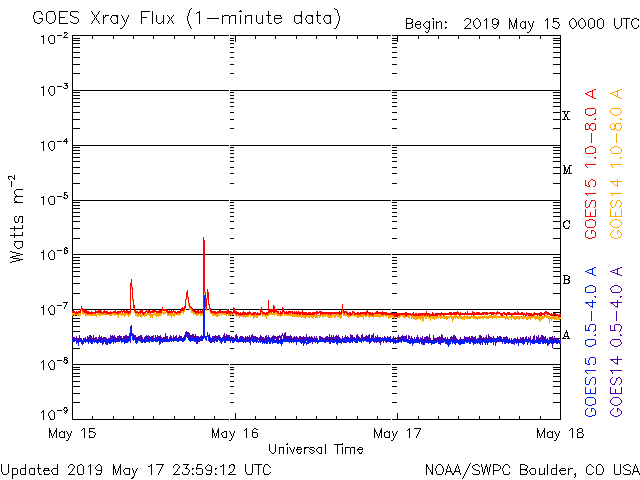 GOES Xray Flux (1-minute data)
Begin: 2019 May 15 0000 UTC
10-2
10-3
10-4
10-5
10-6
10-7
10-8
10-9
Watts m-2
X
M
C
B
A
GOES15 1.0-8.0 A
GOES14 1.0-8.0 A
GOES15 0.5-4.0 A
GOES14 0.5-4.0 A
May 15
May 16
May 17
May 18
Universal Time
Updated 2019 May 17 23:59:12 UTC
NOAA/SWPC Boulder, CO USA